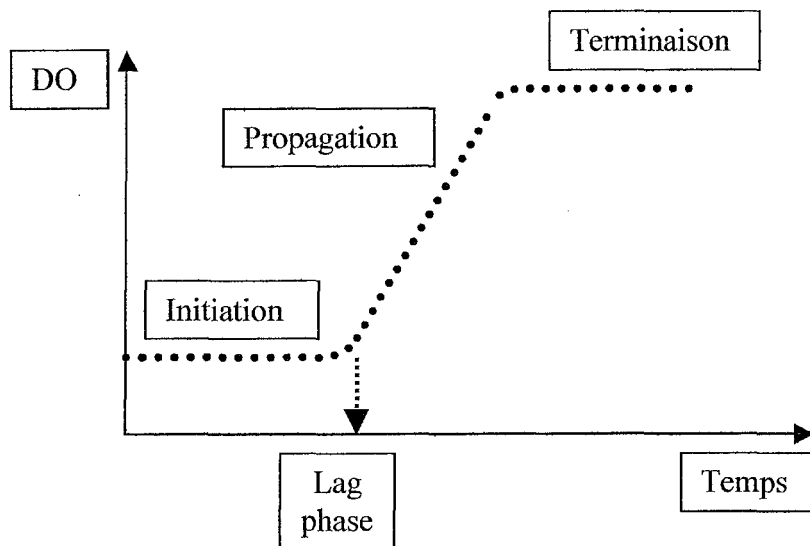 Terminaison
DO
Propagation
Initiation
Lag
phase
Temps